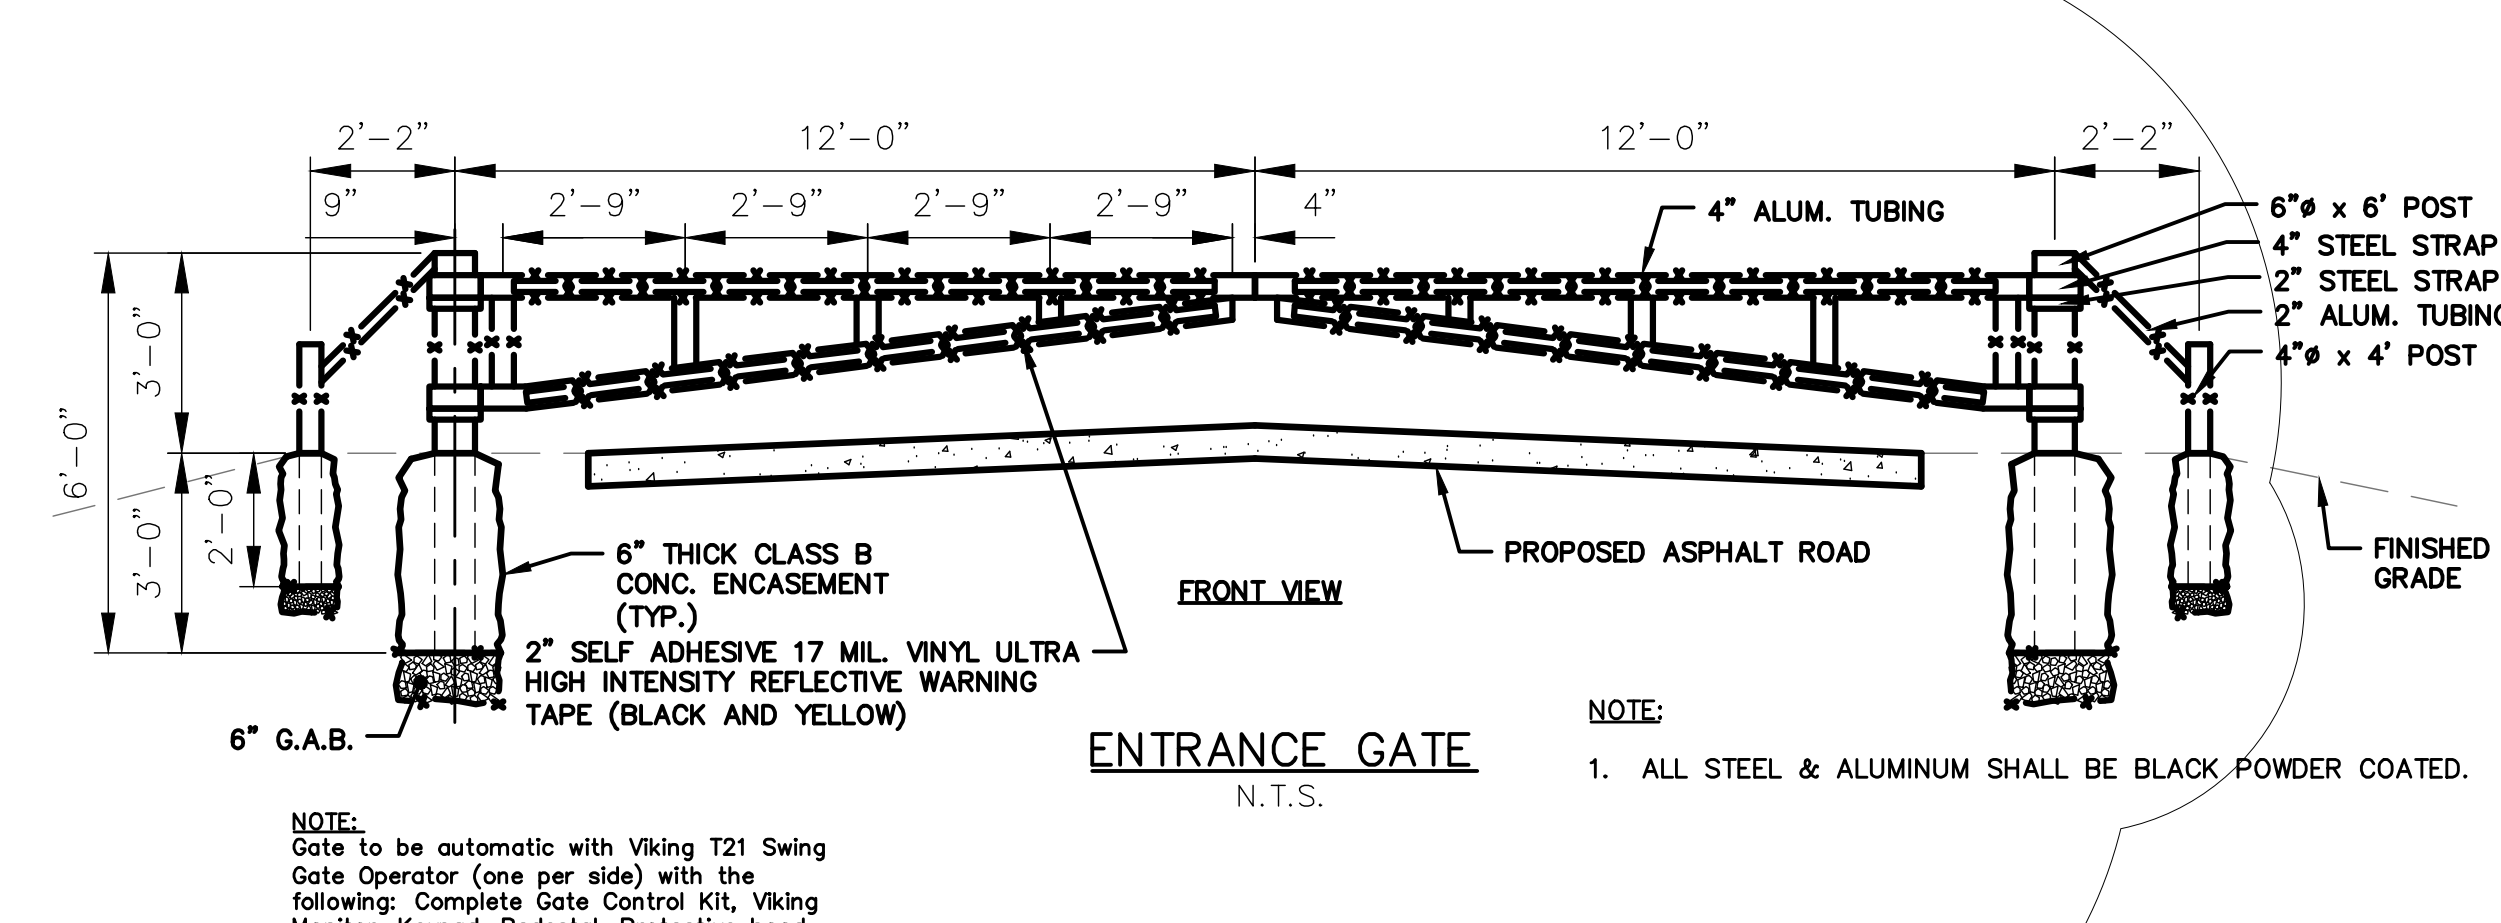 2'-2" 12'-0" 12'-0" 2'-2"
9" 2'-9" 2'-9" 2'-9" 2'-9" 4"
4" ALUM. TUBING
6"ø x 6' POST
4" STEEL STRAP
2" STEEL STRAP
2" ALUM. TUBING
4"ø x 4' POST
3'-0"
6'-0"
3'-0"
2'-0"
6" THICK CLASS B
CONC. ENCASEMENT
(TYP.)
PROPOSED ASPHALT ROAD
FINISHED
GRADE
FRONT VIEW
2" SELF ADHESIVE 17 MIL. VINYL ULTRA
HIGH INTENSITY REFLECTIVE WARNING
TAPE (BLACK AND YELLOW)
6" G.A.B.
ENTRANCE GATE
N.T.S.
NOTE:
1. ALL STEEL & ALUMINUM SHALL BE BLACK POWDER COATED.
NOTE:
Gate to be automatic with Viking T21 Swing
Gate Operator (one per side) with the
following: Complete Gate Control Kit, Viking